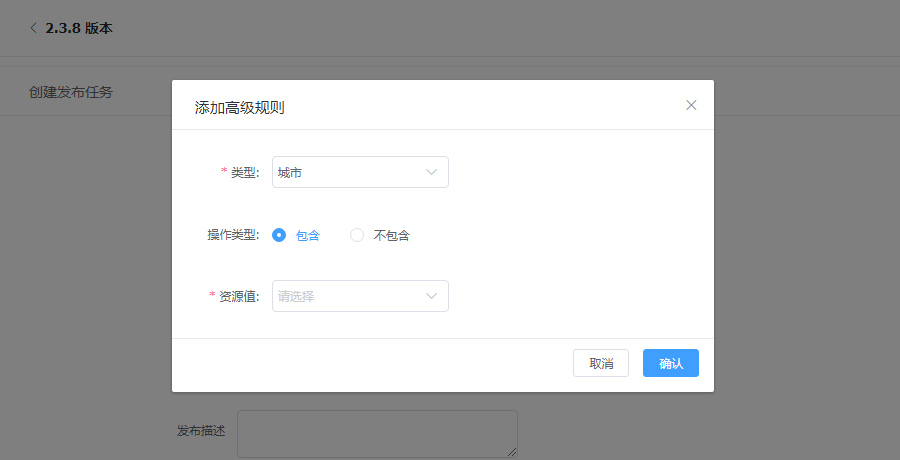 2.3.8 版本
创建发布任务
添加高级规则
* 类型: 城市
操作类型: 包含 不包含
* 资源值: 请选择
取消 确认
发布描述